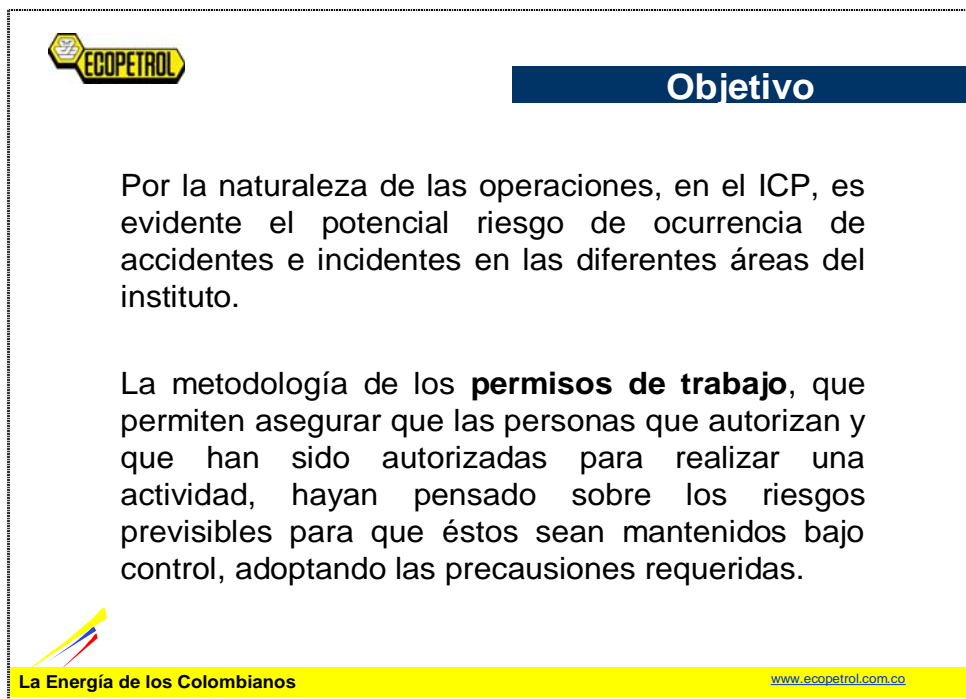 ECOPETROL
Objetivo
Por la naturaleza de las operaciones, en el ICP, es
evidente el potencial riesgo de ocurrencia de
accidentes e incidentes en las diferentes áreas del
instituto.
La metodología de los permisos de trabajo, que
permiten asegurar que las personas que autorizan y
que han sido autorizadas para realizar una
actividad, hayan pensado sobre los riesgos
previsibles para que éstos sean mantenidos bajo
control, adoptando las precausiones requeridas.
La Energía de los Colombianos
www.ecopetrol.com.co